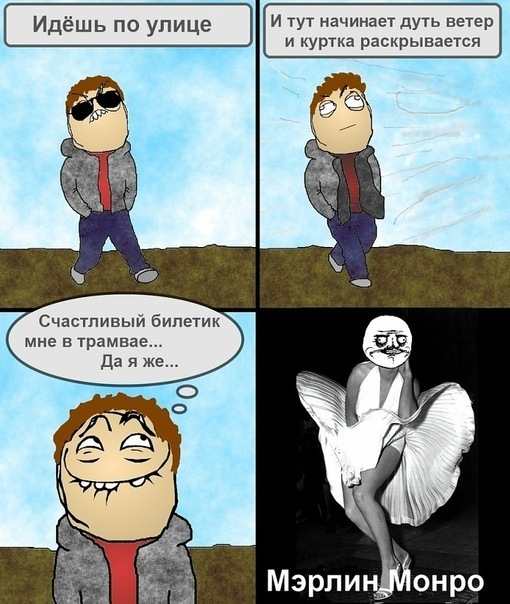 Идёшь по улице
И тут начинает дуть ветер
и куртка раскрывается
Счастливый билетик
мне в трамвае...
Да я же...
Мэрлин Монро